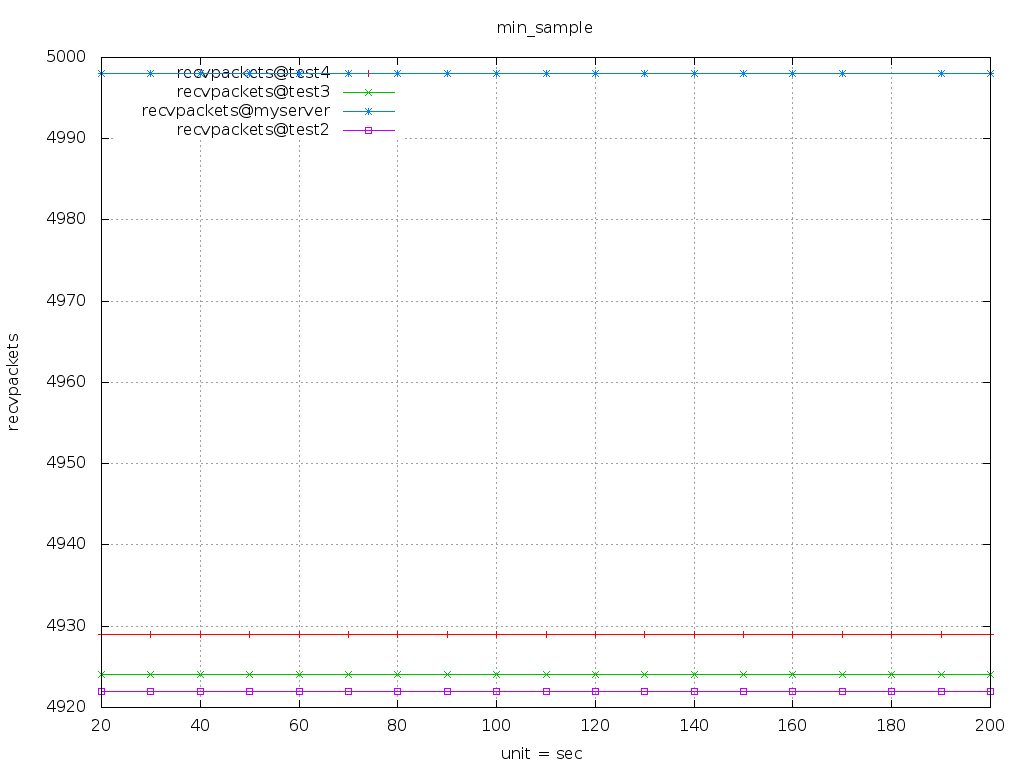 min_sample
5000
recvpackets@test4
recvpackets@test3
recvpackets@myserver
recvpackets@test2
4990
4980
4970
4960
4950
4940
4930
4920
recvpackets
20 40 60 80 100 120 140 160 180 200
unit = sec